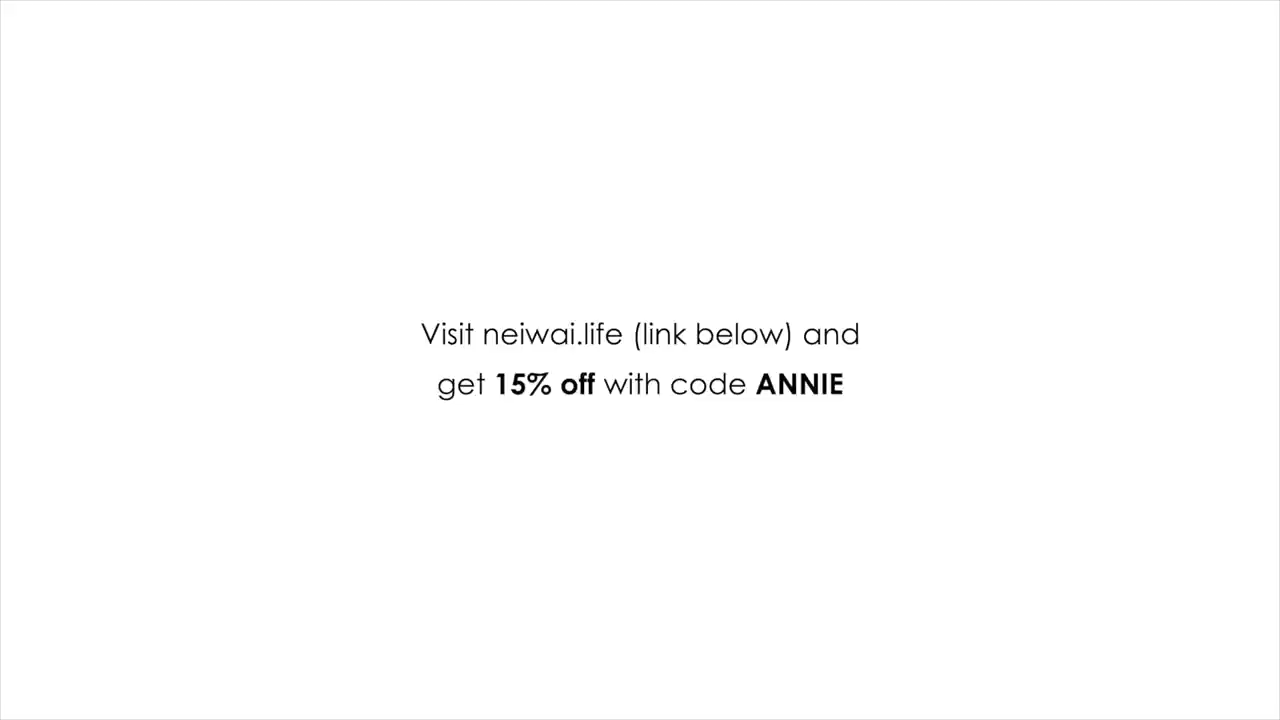 Visit neiwai.life (link below) and
get 15% off with code ANNIE